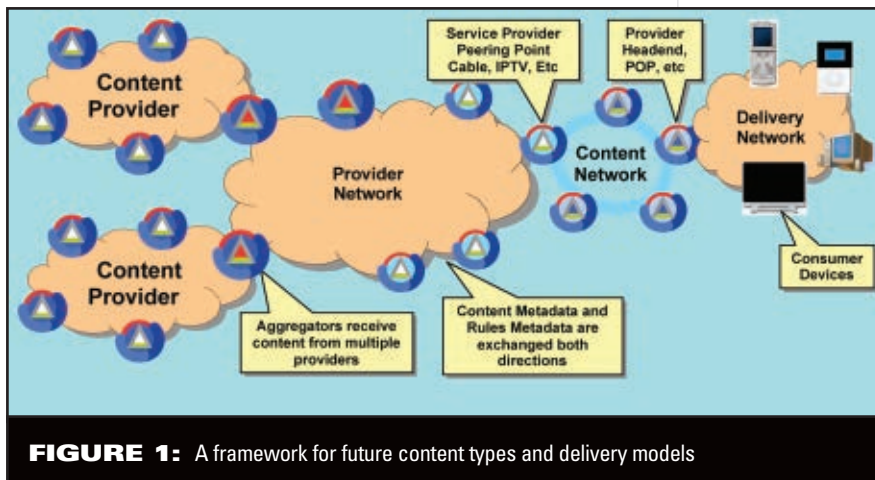 Content
Provider
Service Provider
Peering Point
Cable, IPTV, Etc
Provider
Headend,
POP, etc
Provider
Network
Content
Network
Delivery
Network
Content
Provider
Aggregators receive
content from multiple
providers
Content Metadata and
Rules Metadata are
exchanged both
directions
Consumer
Devices
FIGURE 1: A framework for future content types and delivery models